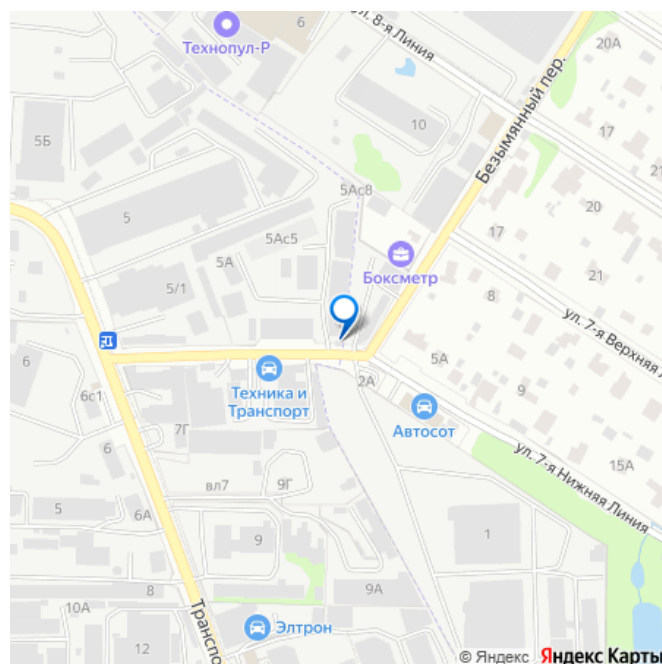 6
Технопул-Р
ул. 8-я Линия
20А
10
5Б
17
21
5Ас8
20
5
Безымянный пер.
5Ас5
17
5А
Боксметр
21
5/1
8
ул. 7-я Верхняя Л
5А
6
Техника и
Транспорт
2А
9
6с1
Автосот
7Г
6
ул. 7-я Нижняя Линия
15А
вл7
9Г
5
6А
9
1
8
9А
10А
Транспо
Элтрон
12
© Яндекс Яндекс Карты